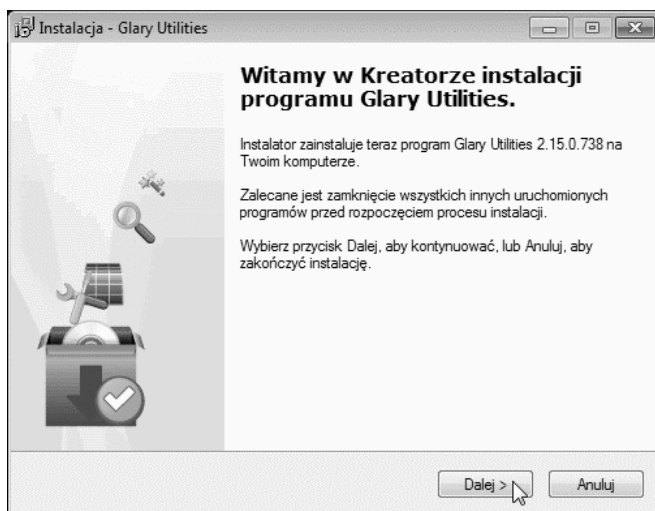 Instalacja - Glary Utilities
Witamy w Kreatorze instalacji
programu Glary Utilities.
Instalator zainstaluje teraz program Glary Utilities 2.15.0.738 na
Twoim komputerze.
Zalecane jest zamknięcie wszystkich innych uruchomionych
programów przed rozpoczęciem procesu instalacji.
Wybierz przycisk Dalej, aby kontynuować, lub Anuluj, aby
zakończyć instalację.
Dalej >
Anuluj